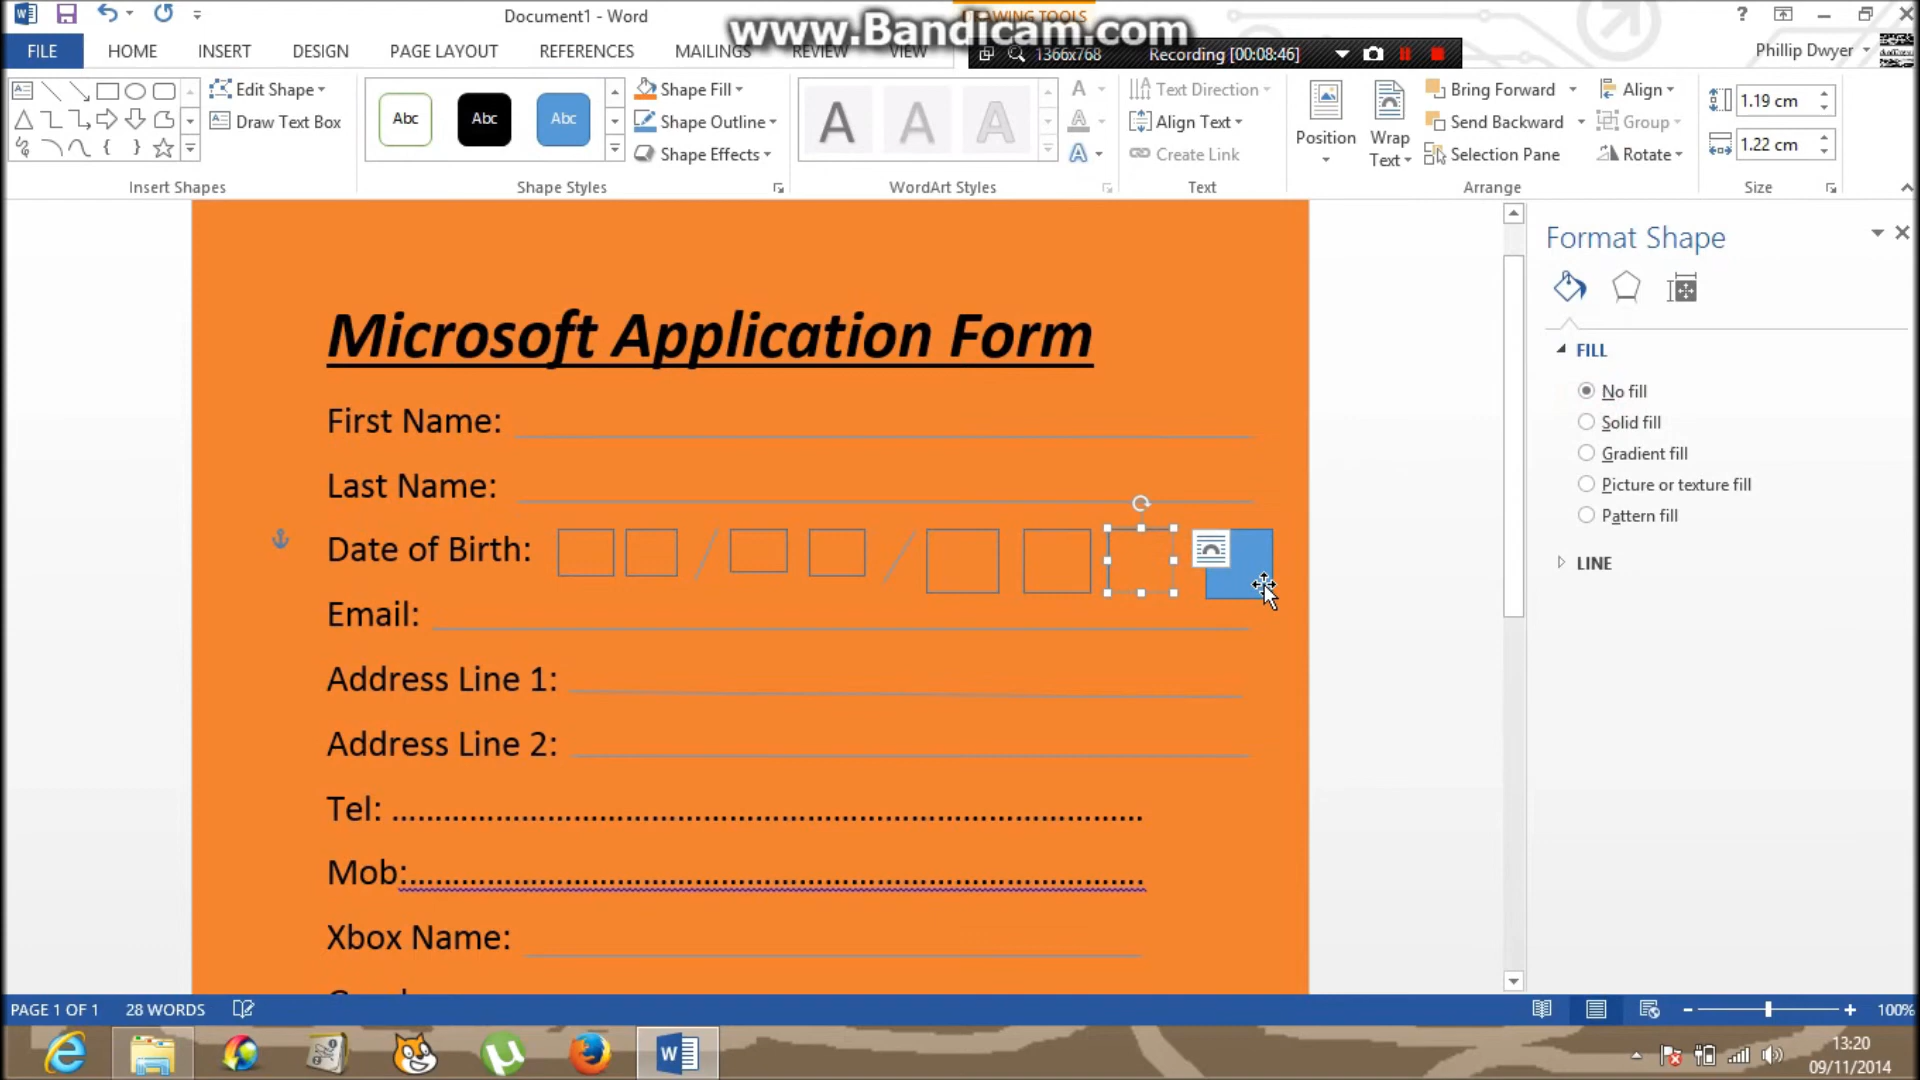 Document1 - Word
DRAWING TOOLS
www.Bandicam.com
FILE HOME INSERT DESIGN PAGE LAYOUT REFERENCES MAILINGS REVIEW VIEW
1366x768 Recording [00:08:46]
Phillip Dwyer
Edit Shape
Draw Text Box
Insert Shapes
Abc Abc Abc
Shape Fill
Shape Outline
Shape Effects
Shape Styles
A A A
WordArt Styles
Text Direction
Align Text
Create Link
Text
Position
Wrap Text
Bring Forward
Send Backward
Selection Pane
Align
Group
Rotate
Arrange
1.19 cm
1.22 cm
Size
Microsoft Application Form
First Name:
Last Name:
Date of Birth: / /
Email:
Address Line 1:
Address Line 2:
Tel: ..................................................................
Mob:..................................................................
Xbox Name:
Format Shape
FILL
No fill
Solid fill
Gradient fill
Picture or texture fill
Pattern fill
LINE
PAGE 1 OF 1 28 WORDS
100%
13:20
09/11/2014